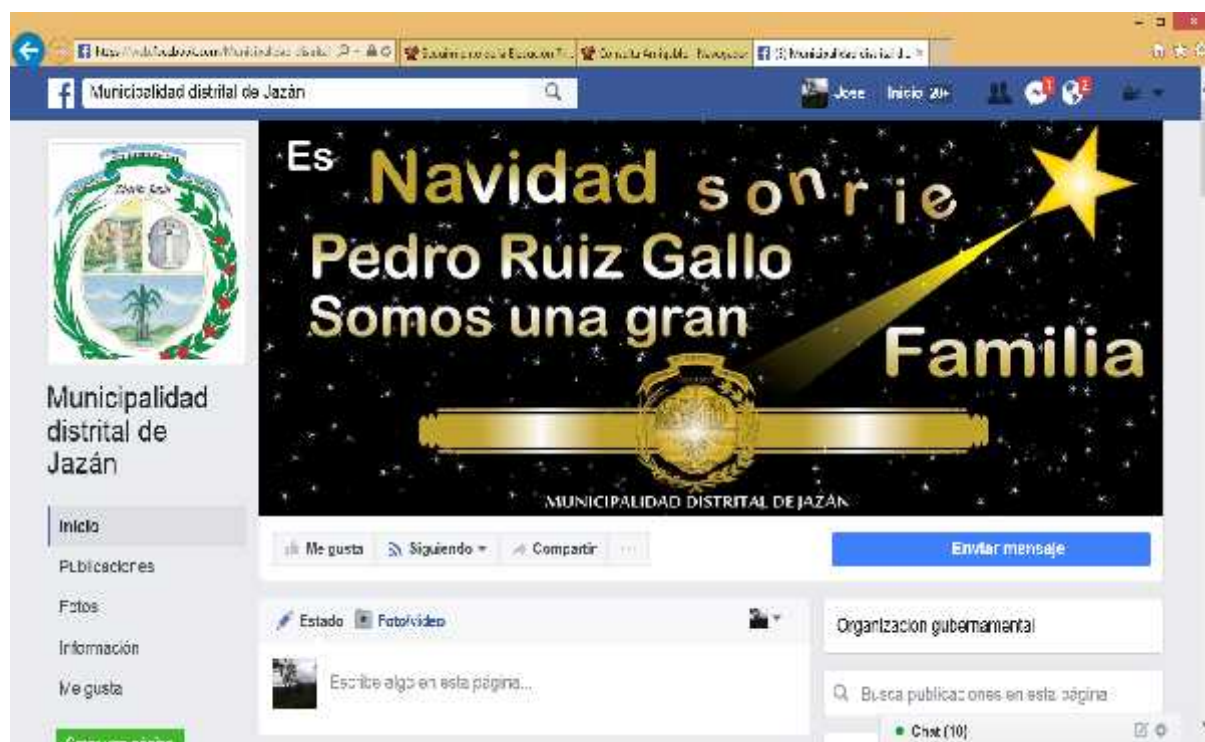 Municipalidad distrital de Jazán
Jose Inicio 20+
2
Es Navidad sonrie
Pedro Ruiz Gallo
Somos una gran
Familia
MUNICIPALIDAD DISTRITAL DE JAZÁN
Municipalidad
distrital de
Jazán
Inicio
Publicaciones
Fotos
Información
Me gusta
Me gusta Siguiendo Compartir ...
Enviar mensaje
Estado Foto/video
Escribe algo en esta página...
Organización gubernamental
Busca publicaciones en esta página
Chat (10)